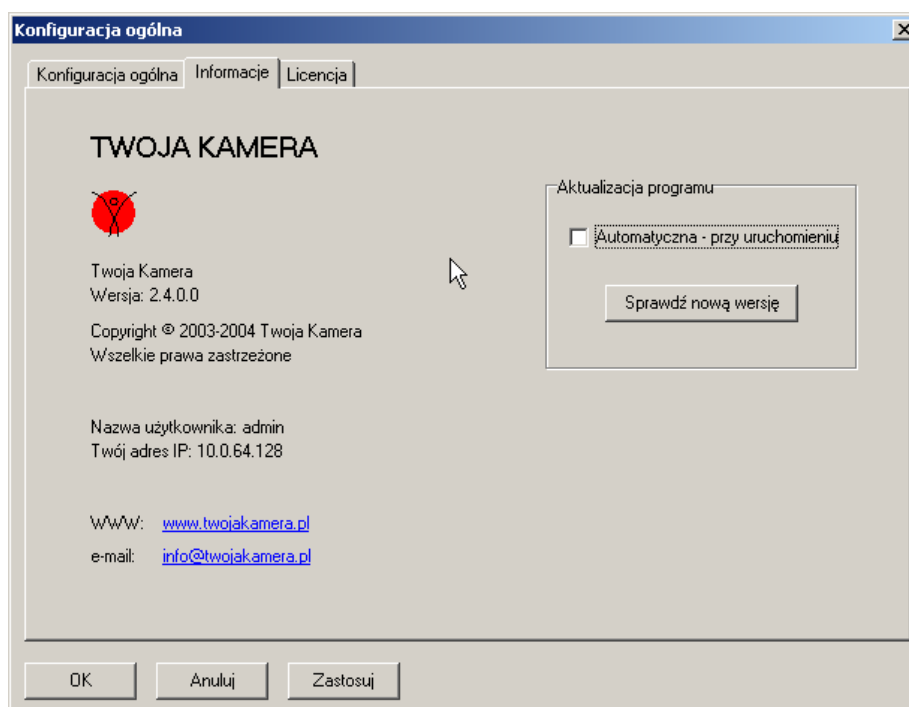 Konfiguracja ogólna
Konfiguracja ogólna Informacje Licencja
TWOJA KAMERA
Aktualizacja programu
Automatyczna - przy uruchomieniu
Sprawdź nową wersję
Twoja Kamera
Wersja: 2.4.0.0
Copyright © 2003-2004 Twoja Kamera
Wszelkie prawa zastrzeżone
Nazwa użytkownika: admin
Twój adres IP: 10.0.64.128
WWW: www.twojakamera.pl
e-mail: info@twojakamera.pl
OK Anuluj Zastosuj